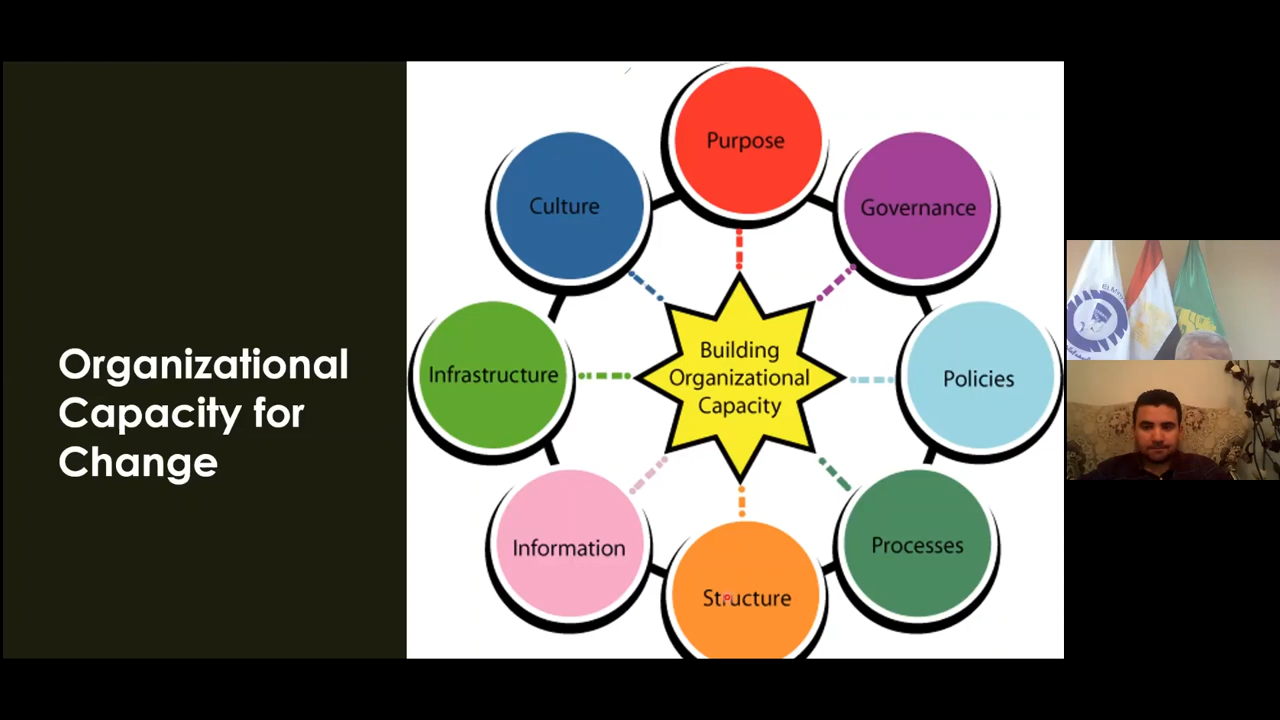 Organizational
Capacity for
Change
Purpose
Governance
Policies
Processes
Structure
Information
Infrastructure
Culture
Building
Organizational
Capacity